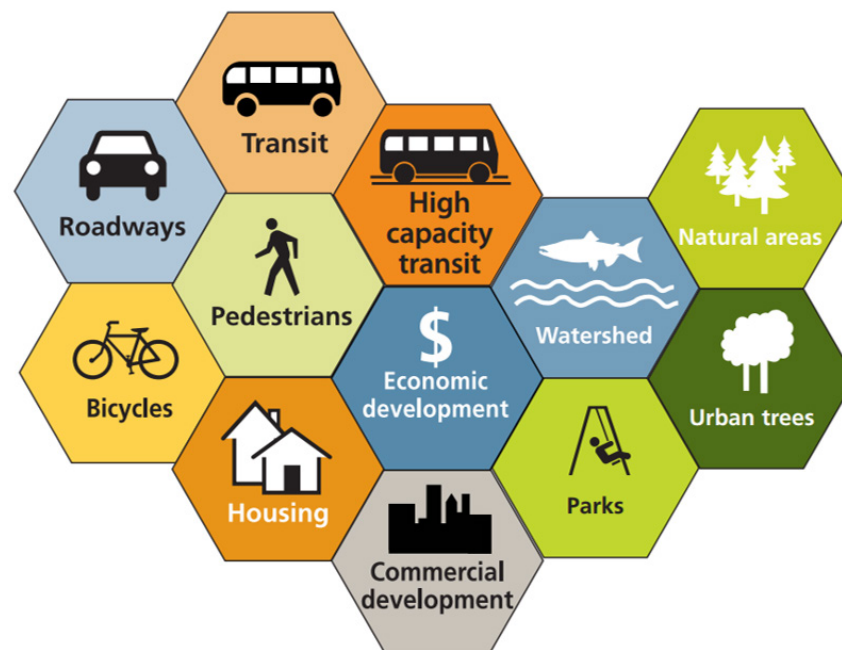 Transit
Roadways
High
capacity
transit
Natural areas
Pedestrians
Watershed
$
Economic
development
Bicycles
Urban trees
Housing
Parks
Commercial
development